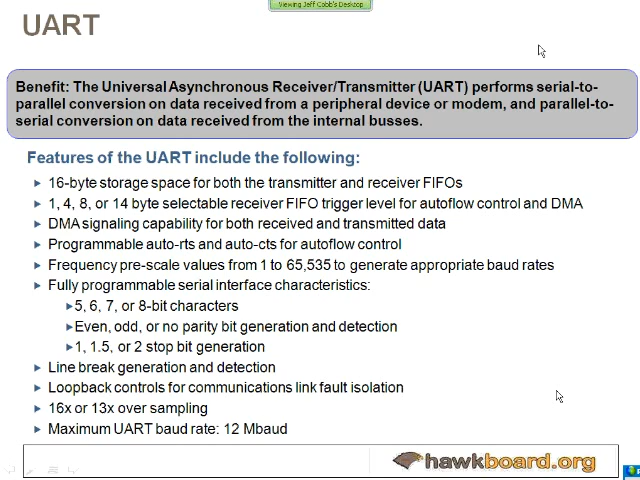 Viewing Jeff Cobb's Desktop
UART
Benefit: The Universal Asynchronous Receiver/Transmitter (UART) performs serial-to-
parallel conversion on data received from a peripheral device or modem, and parallel-to-
serial conversion on data received from the internal busses.
Features of the UART include the following:
16-byte storage space for both the transmitter and receiver FIFOs
1, 4, 8, or 14 byte selectable receiver FIFO trigger level for autoflow control and DMA
DMA signaling capability for both received and transmitted data
Programmable auto-rts and auto-cts for autoflow control
Frequency pre-scale values from 1 to 65,535 to generate appropriate baud rates
Fully programmable serial interface characteristics:
5, 6, 7, or 8-bit characters
Even, odd, or no parity bit generation and detection
1, 1.5, or 2 stop bit generation
Line break generation and detection
Loopback controls for communications link fault isolation
16x or 13x over sampling
Maximum UART baud rate: 12 Mbaud
hawkboard.org